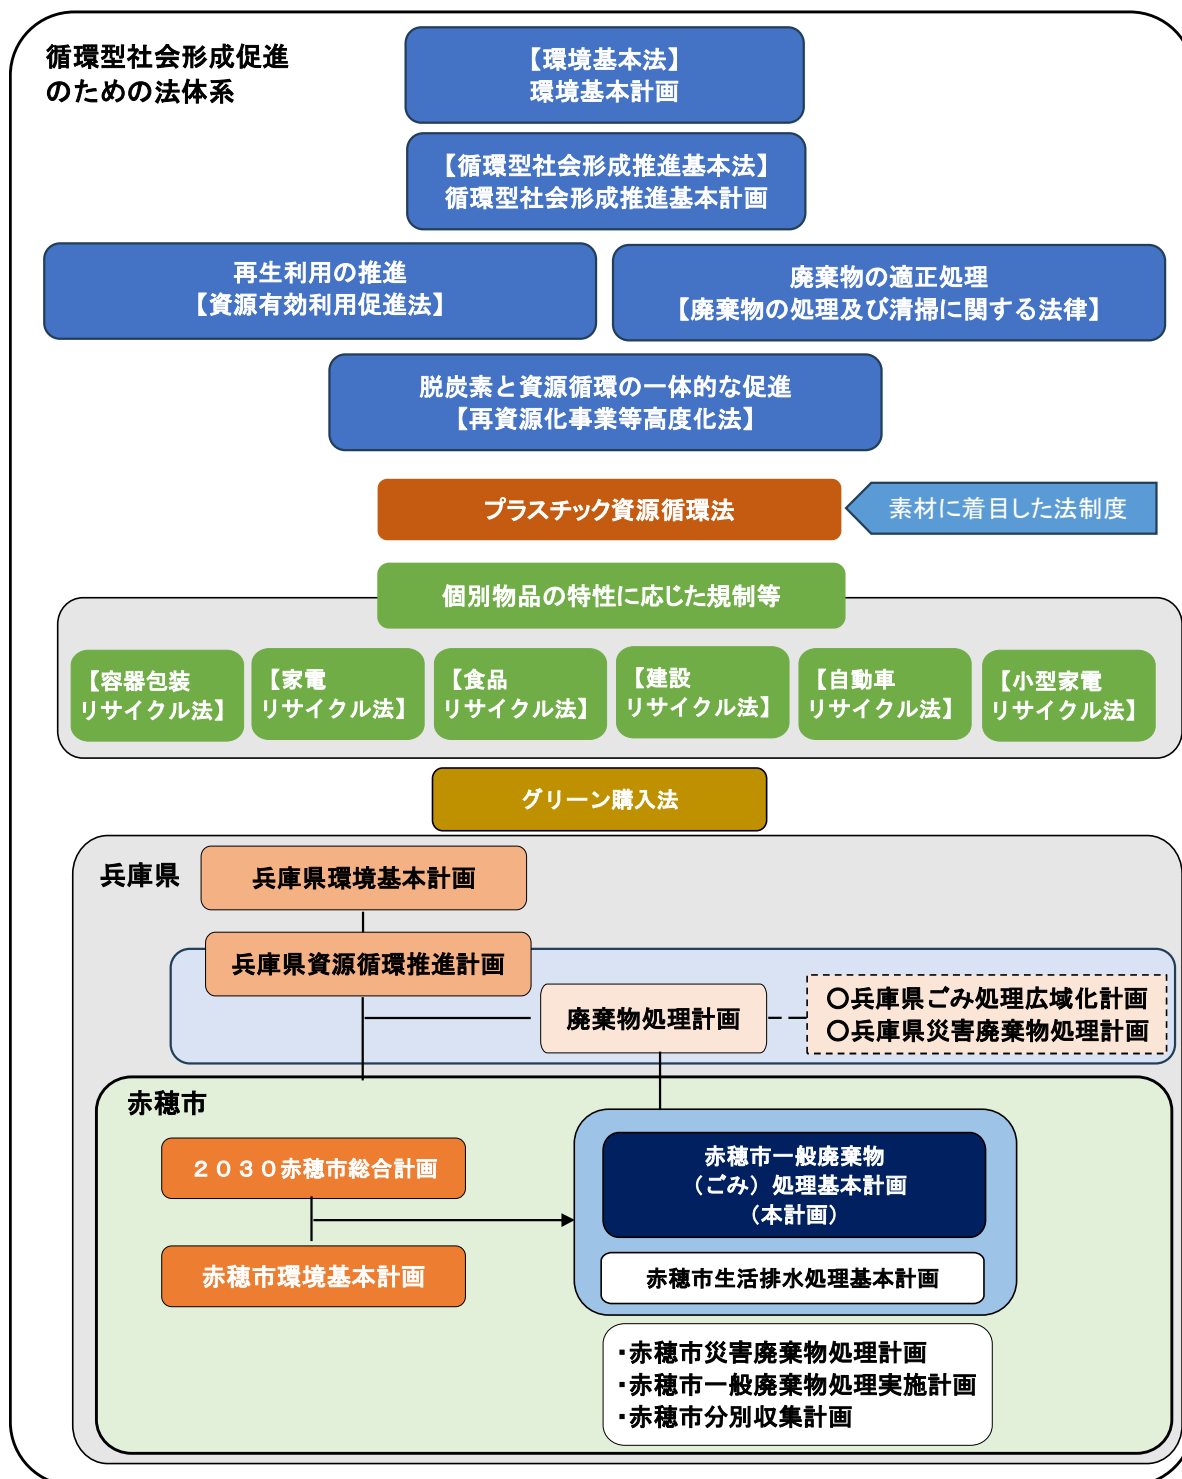 循環型社会形成促進
のための法体系
【環境基本法】
環境基本計画
【循環型社会形成推進基本法】
循環型社会形成推進基本計画
再生利用の推進
【資源有効利用促進法】
廃棄物の適正処理
【廃棄物の処理及び清掃に関する法律】
脱炭素と資源循環の一体的な促進
【再資源化事業等高度化法】
プラスチック資源循環法
素材に着目した法制度
個別物品の特性に応じた規制等
【容器包装
リサイクル法】
【家電
リサイクル法】
【食品
リサイクル法】
【建設
リサイクル法】
【自動車
リサイクル法】
【小型家電
リサイクル法】
グリーン購入法
兵庫県
兵庫県環境基本計画
兵庫県資源循環推進計画
廃棄物処理計画
〇兵庫県ごみ処理広域化計画
〇兵庫県災害廃棄物処理計画
赤穂市
２０３０赤穂市総合計画
赤穂市環境基本計画
赤穂市一般廃棄物
（ごみ）処理基本計画
（本計画）
赤穂市生活排水処理基本計画
・赤穂市災害廃棄物処理計画
・赤穂市一般廃棄物処理実施計画
・赤穂市分別収集計画